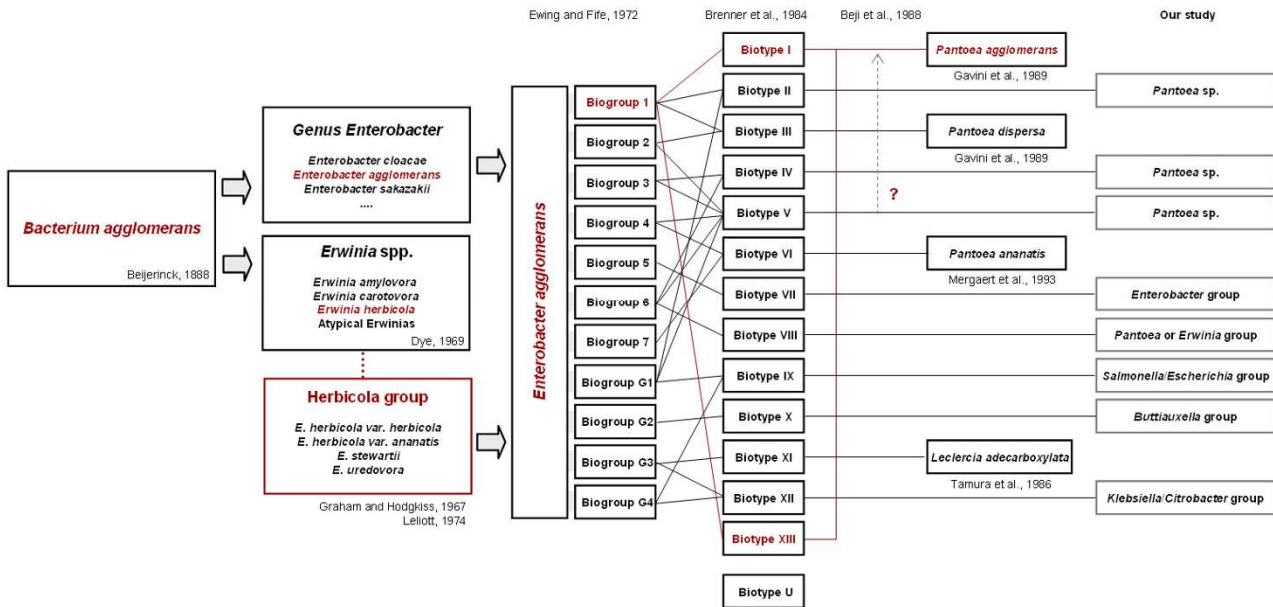 Ewing and Fife, 1972
Brenner et al., 1984
Beji et al., 1988
Our study
Bacterium agglomerans
Beijerinck, 1888
Genus Enterobacter
Enterobacter cloacae
Enterobacter agglomerans
Enterobacter sakazakii
....
Erwinia spp.
Erwinia amylovora
Erwinia carotovora
Erwinia herbicola
Atypical Erwinias
Dye, 1969
Herbicola group
E. herbicola var. herbicola
E. herbicola var. ananatis
E. stewartii
E. uredovora
Graham and Hodgkiss, 1967
Leliott, 1974
Enterobacter agglomerans
Biogroup 1
Biogroup 2
Biogroup 3
Biogroup 4
Biogroup 5
Biogroup 6
Biogroup 7
Biogroup G1
Biogroup G2
Biogroup G3
Biogroup G4
Biotype I
Biotype II
Biotype III
Biotype IV
Biotype V
Biotype VI
Biotype VII
Biotype VIII
Biotype IX
Biotype X
Biotype XI
Biotype XII
Biotype XIII
Biotype U
?
Pantoea agglomerans
Gavini et al., 1989
Pantoea dispersa
Gavini et al., 1989
Pantoea ananatis
Mergaert et al., 1993
Leclercia adecarboxylata
Tamura et al., 1986
Pantoea sp.
Pantoea sp.
Pantoea sp.
Enterobacter group
Pantoea or Erwinia group
Salmonella/Escherichia group
Buttiauxella group
Klebsiella/Citrobacter group